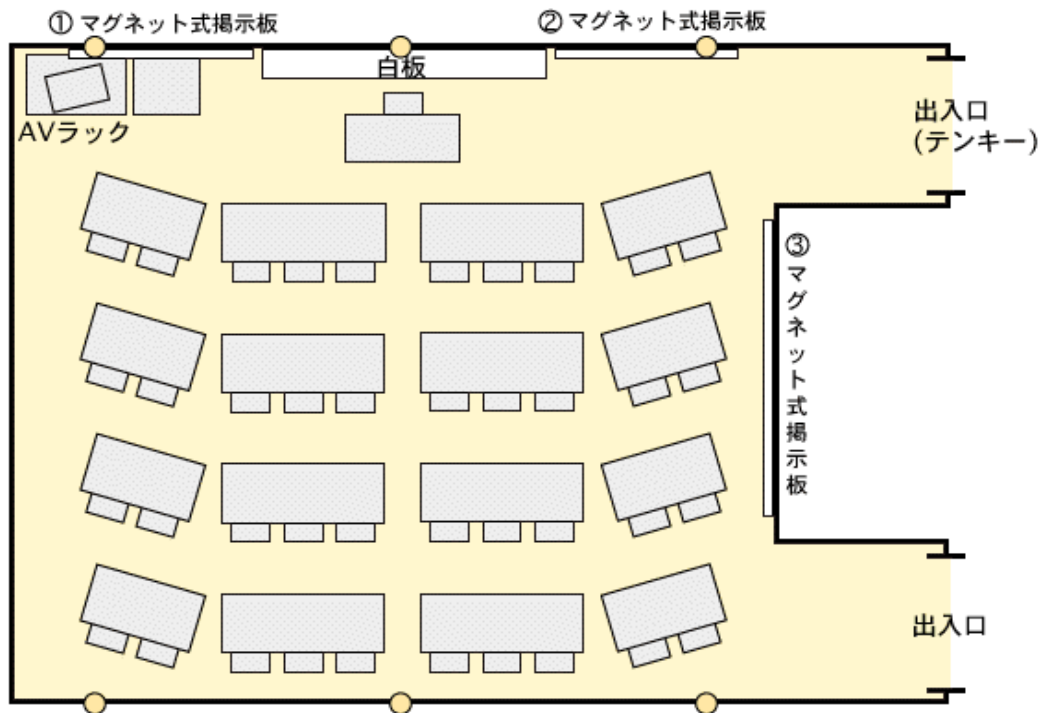 ① マグネット式掲示板
② マグネット式掲示板
白板
AVラック
出入口
(テンキー)
③マグネット式掲示板
出入口